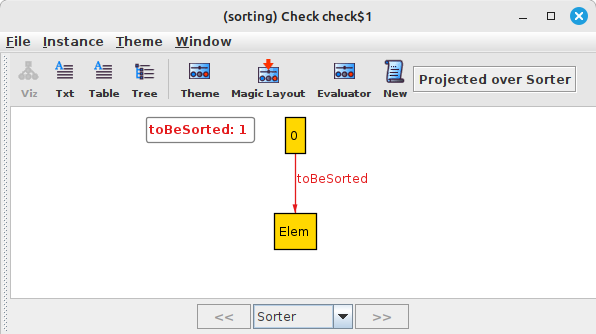 (sorting) Check check$1
File Instance Theme Window
Viz Txt Table Tree Theme Magic Layout Evaluator New Projected over Sorter
toBeSorted: 1
0
toBeSorted
Elem
<< Sorter >>